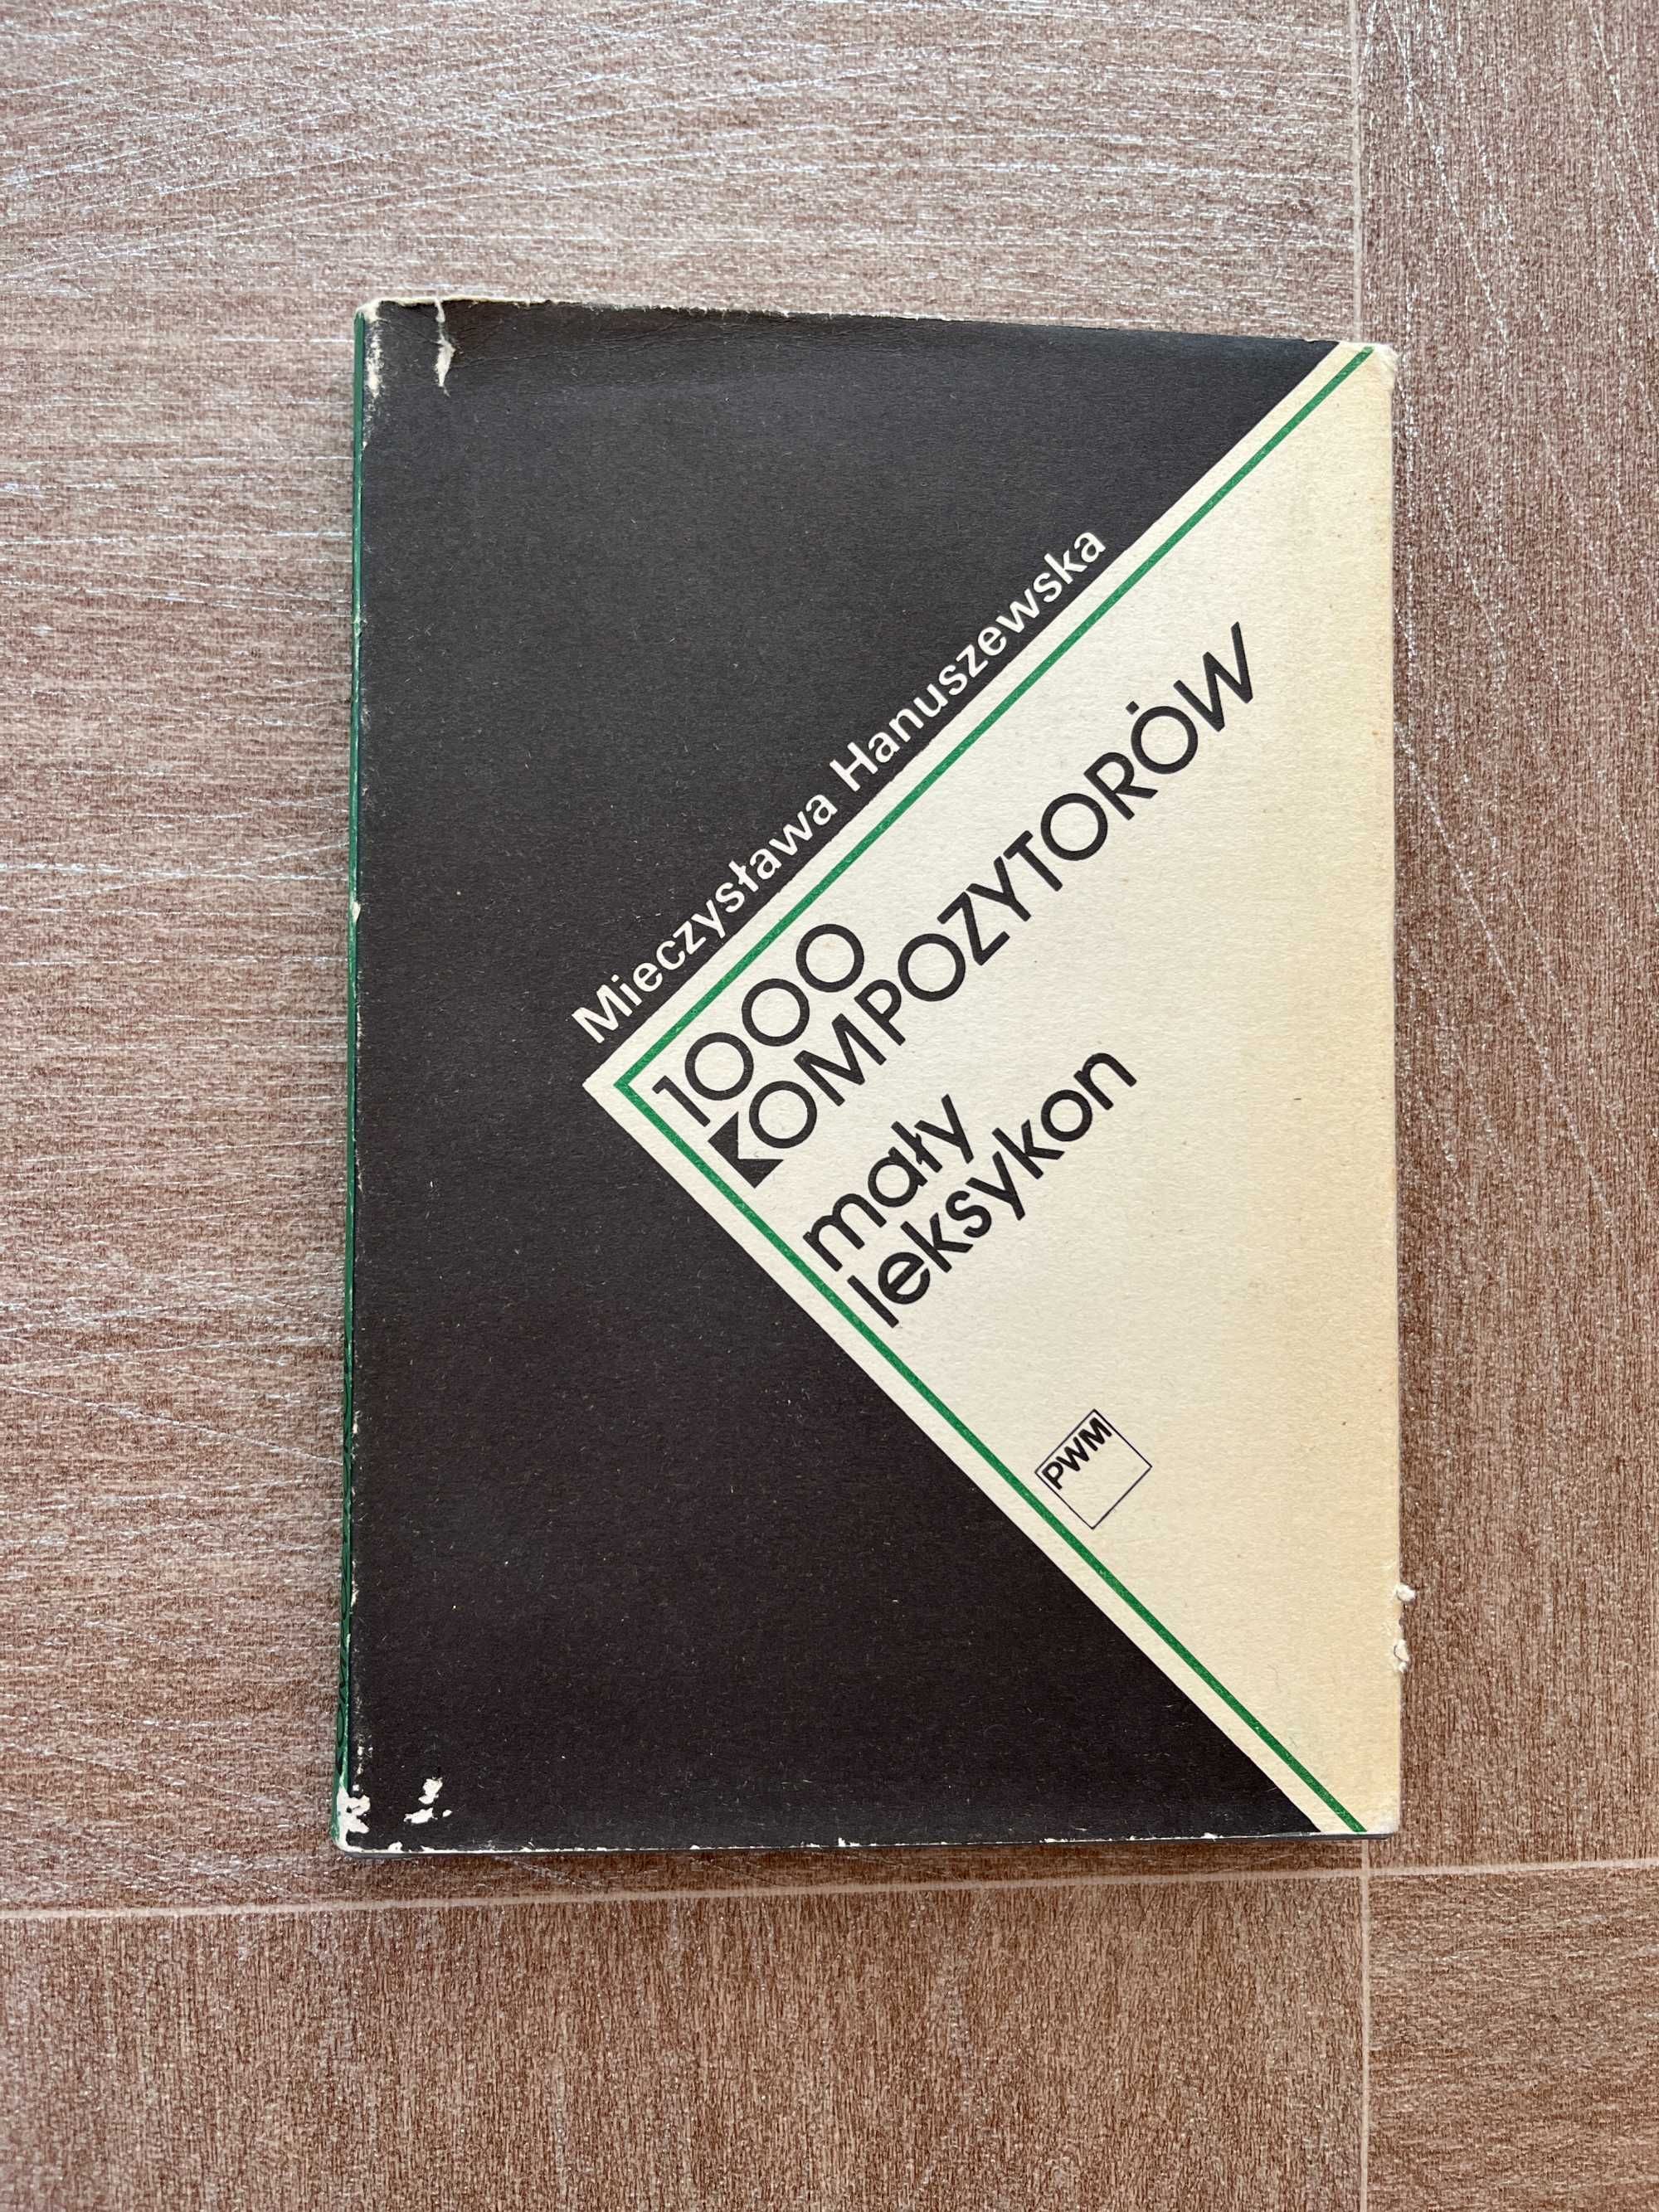 Mieczysława Hanuszewska
1000
KOMPOZYTORÓW
mały
leksykon
PWM